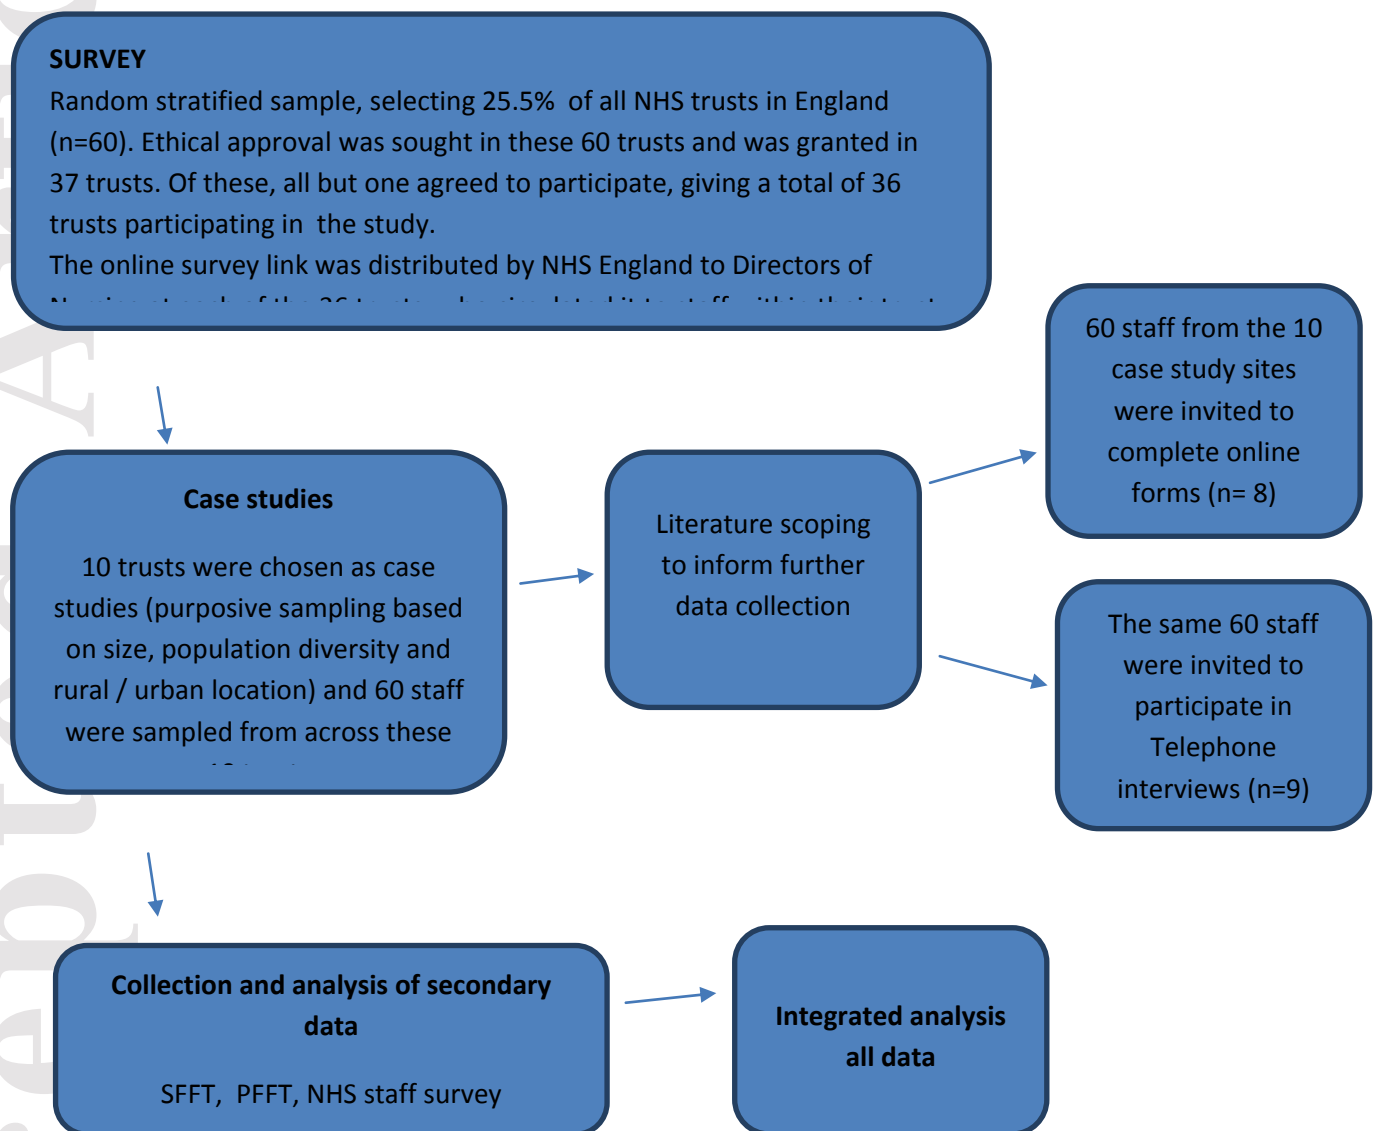 SURVEY
Random stratified sample, selecting 25.5% of all NHS trusts in England
(n=60). Ethical approval was sought in these 60 trusts and was granted in
37 trusts. Of these, all but one agreed to participate, giving a total of 36
trusts participating in the study.
The online survey link was distributed by NHS England to Directors of
60 staff from the 10
case study sites
were invited to
complete online
forms (n= 8)
Case studies
10 trusts were chosen as case
studies (purposive sampling based
on size, population diversity and
rural / urban location) and 60 staff
were sampled from across these
Literature scoping
to inform further
data collection
The same 60 staff
were invited to
participate in
Telephone
interviews (n=9)
Collection and analysis of secondary
data
SFFT, PFFT, NHS staff survey
Integrated analysis
all data